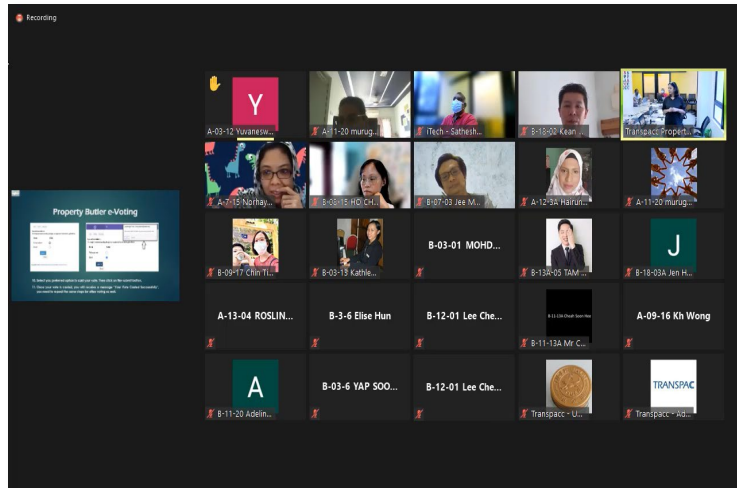 Recording
Property Butler e-Voting
Y
A-03-12 Yuvanesw...
A-11-20 murug...
iTech - Sathesh...
B-18-02 Kean ...
Transpacc Propert...
A-7-15 Norhay...
B-08-15 HO CH...
B-07-03 Jee M...
A-12-3A Hairun...
A-11-20 murug...
B-09-17 Chin Ti...
B-03-13 Kathle...
B-03-01 MOHD...
B-13A-05 TAM ...
J
B-18-03A Jen H...
A-13-04 ROSLIN...
B-3-6 Elise Hun
B-12-01 Lee Che...
B-11-13A Mr C...
A-09-16 Kh Wong
A
B-11-20 Adelin...
B-03-6 YAP SOO...
B-12-01 Lee Che...
Transpacc - U...
TRANSPAC
Transpacc - Ad...